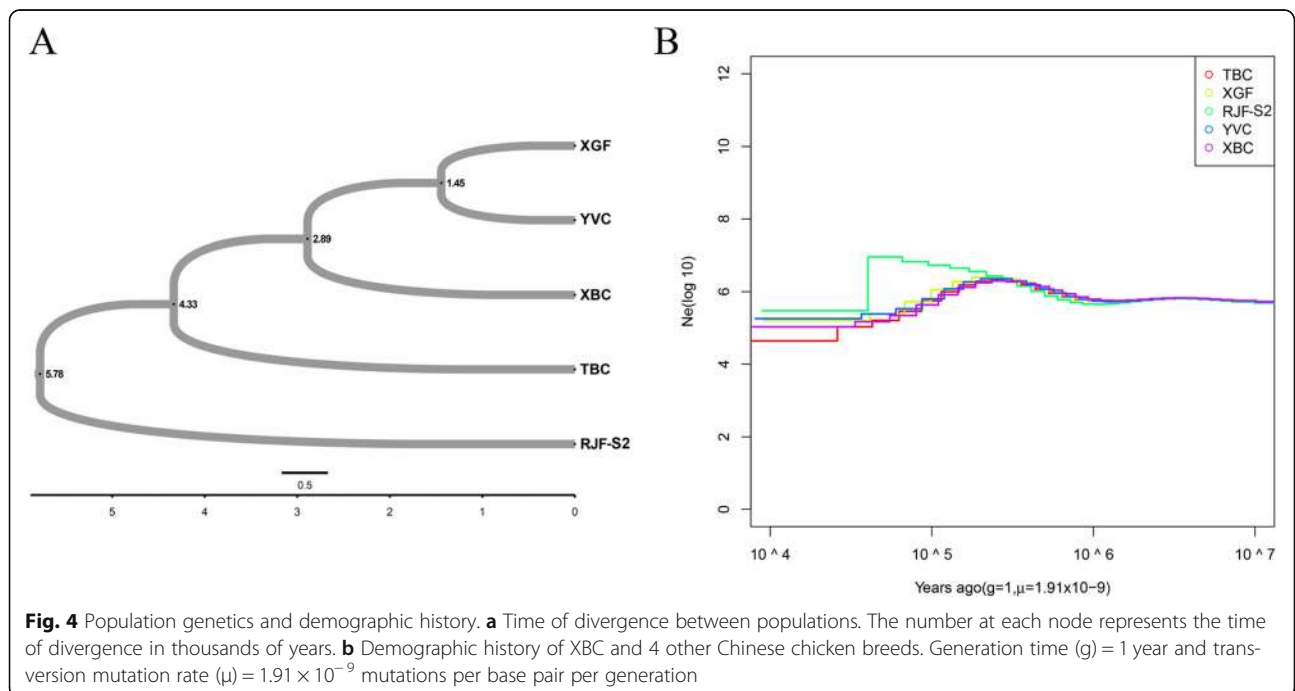 A
XGF
1.45
YVC
2.89
XBC
4.33
TBC
5.78
RJF-S2
0.5
5 4 3 2 1 0
B
12
10
8
6
4
2
0
Ne(log 10)
TBC
XGF
RJF-S2
YVC
XBC
10 ^ 4 10 ^ 5 10 ^ 6 10 ^ 7
Years ago(g=1,μ=1.91x10−9)
Fig. 4 Population genetics and demographic history. a Time of divergence between populations. The number at each node represents the time
of divergence in thousands of years. b Demographic history of XBC and 4 other Chinese chicken breeds. Generation time (g) = 1 year and trans-
version mutation rate (μ) = 1.91 × 10⁻⁹ mutations per base pair per generation